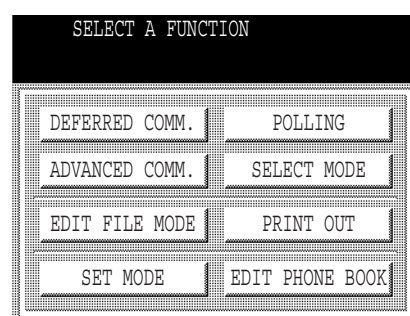 SELECT A FUNCTION
DEFERRED COMM. POLLING
ADVANCED COMM. SELECT MODE
EDIT FILE MODE PRINT OUT
SET MODE EDIT PHONE BOOK